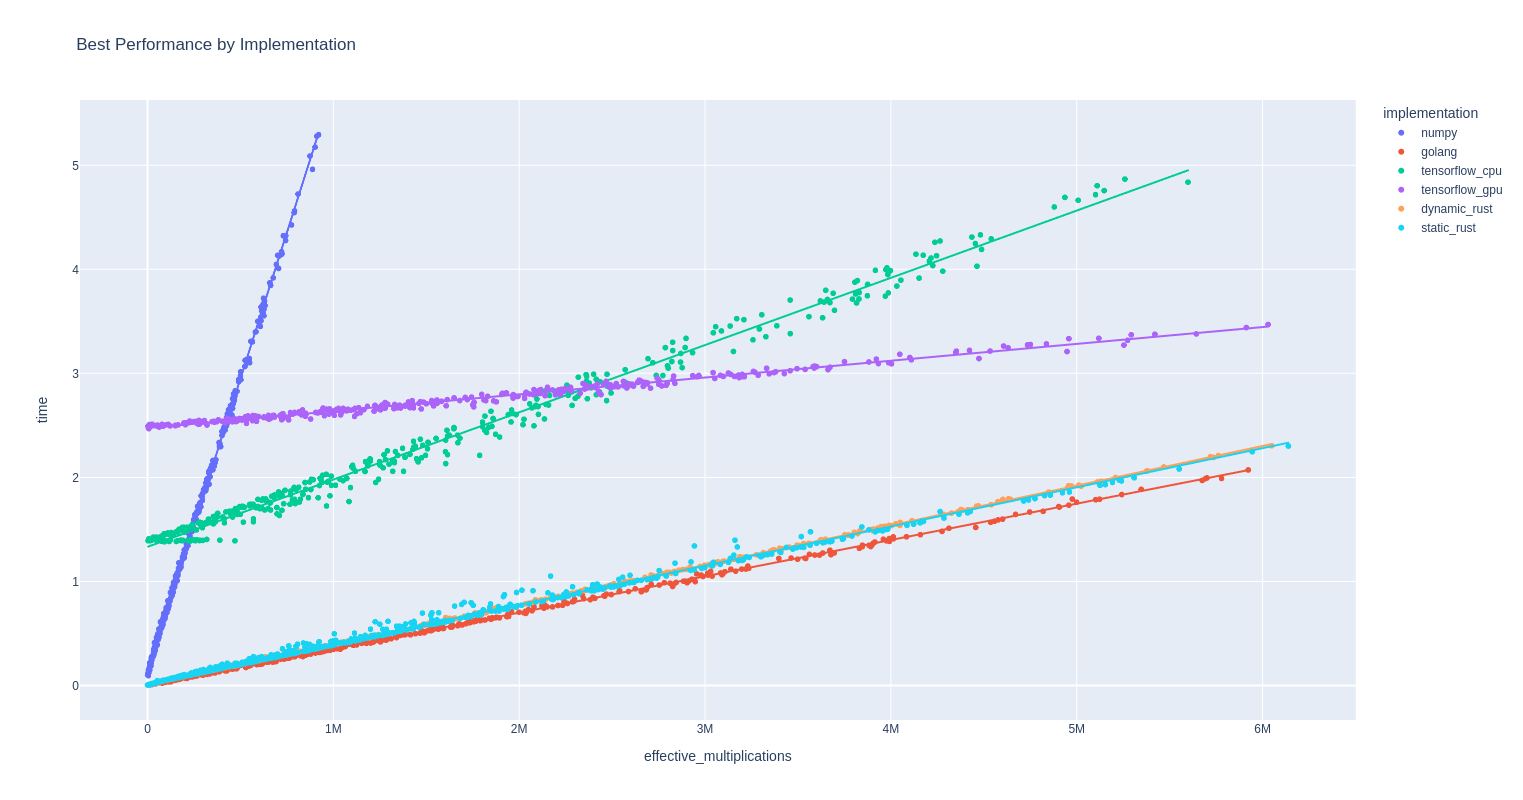 Best Performance by Implementation
implementation
numpy
golang
tensorflow_cpu
tensorflow_gpu
dynamic_rust
static_rust
time
5
4
3
2
1
0
0 1M 2M 3M 4M 5M 6M
effective_multiplications